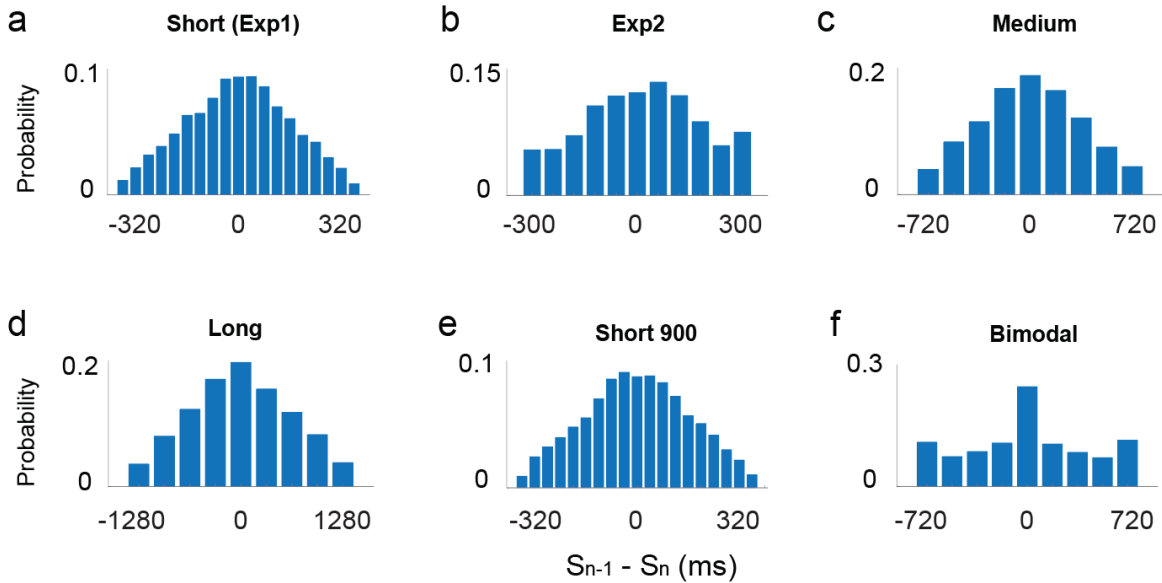 a Short (Exp1)
b Exp2
c Medium
Probability
0.1
0
-320 0 320
0.15
0
-300 0 300
0.2
0
-720 0 720
d Long
e Short 900
f Bimodal
Probability
0.2
0
-1280 0 1280
0.1
0
-320 0 320
0.3
0
-720 0 720
Sn-1 - Sn (ms)